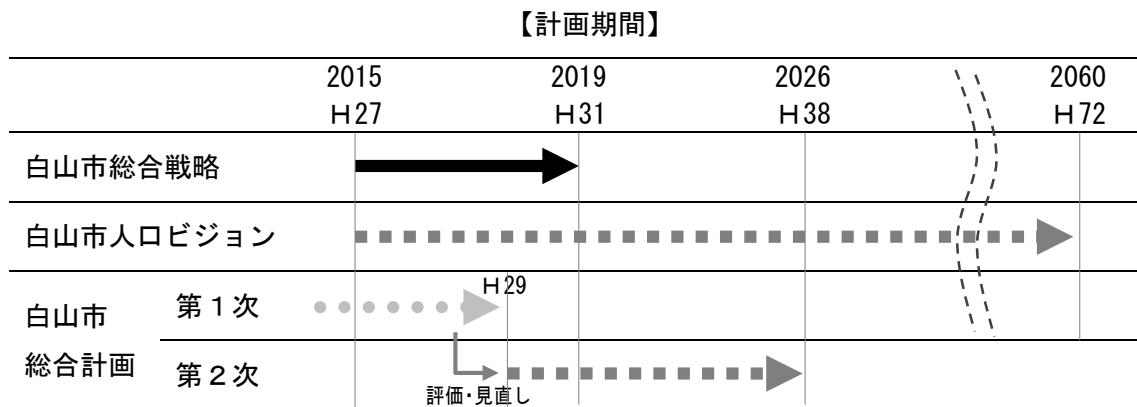 【計画期間】
2015 2019 2026 2060
H27 H31 H38 H72
白山市総合戦略
白山市人口ビジョン
H29
白山市
総合計画
第1次
第2次
評価・見直し